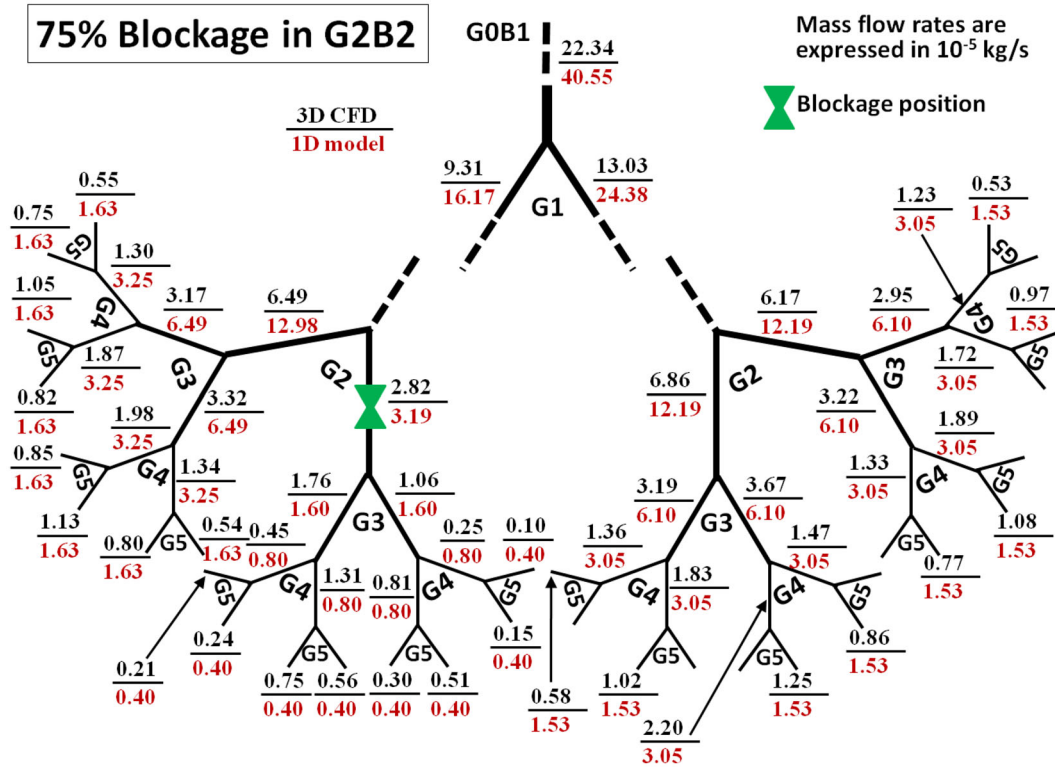 75% Blockage in G2B2
G0B1
22.34
40.55
Mass flow rates are
expressed in 10⁻⁵ kg/s
Blockage position
3D CFD
1D model
9.31
16.17
G1
13.03
24.38
0.55
1.63
0.75
1.63
G5
1.30
3.25
1.05
1.63
G4
3.17
6.49
6.49
12.98
G5
1.87
3.25
G3
G2
0.82
1.63
1.98
3.25
3.32
6.49
2.82
3.19
0.85
1.63
G5
G4
1.34
3.25
1.13
1.63
G5
0.80
1.63
0.54
1.63
1.76
1.60
G3
1.06
1.60
0.45
0.80
G4
G5
1.31
0.80
0.81
0.80
G4
0.25
0.80
0.10
0.40
G5
0.15
0.40
0.21
0.40
0.24
0.40
G5
G5
0.75
0.40
0.56
0.40
0.30
0.40
0.51
0.40
1.23
3.05
0.53
1.53
G5
6.17
12.19
2.95
6.10
G4
0.97
1.53
G5
G2
G3
1.72
3.05
6.86
12.19
3.22
6.10
1.89
3.05
1.33
3.05
G4
G5
1.08
1.53
G5
0.77
1.53
3.19
6.10
G3
3.67
6.10
1.36
3.05
G4
G5
1.83
3.05
1.47
3.05
G4
G5
0.86
1.53
G5
G5
0.58
1.53
1.02
1.53
1.25
1.53
2.20
3.05